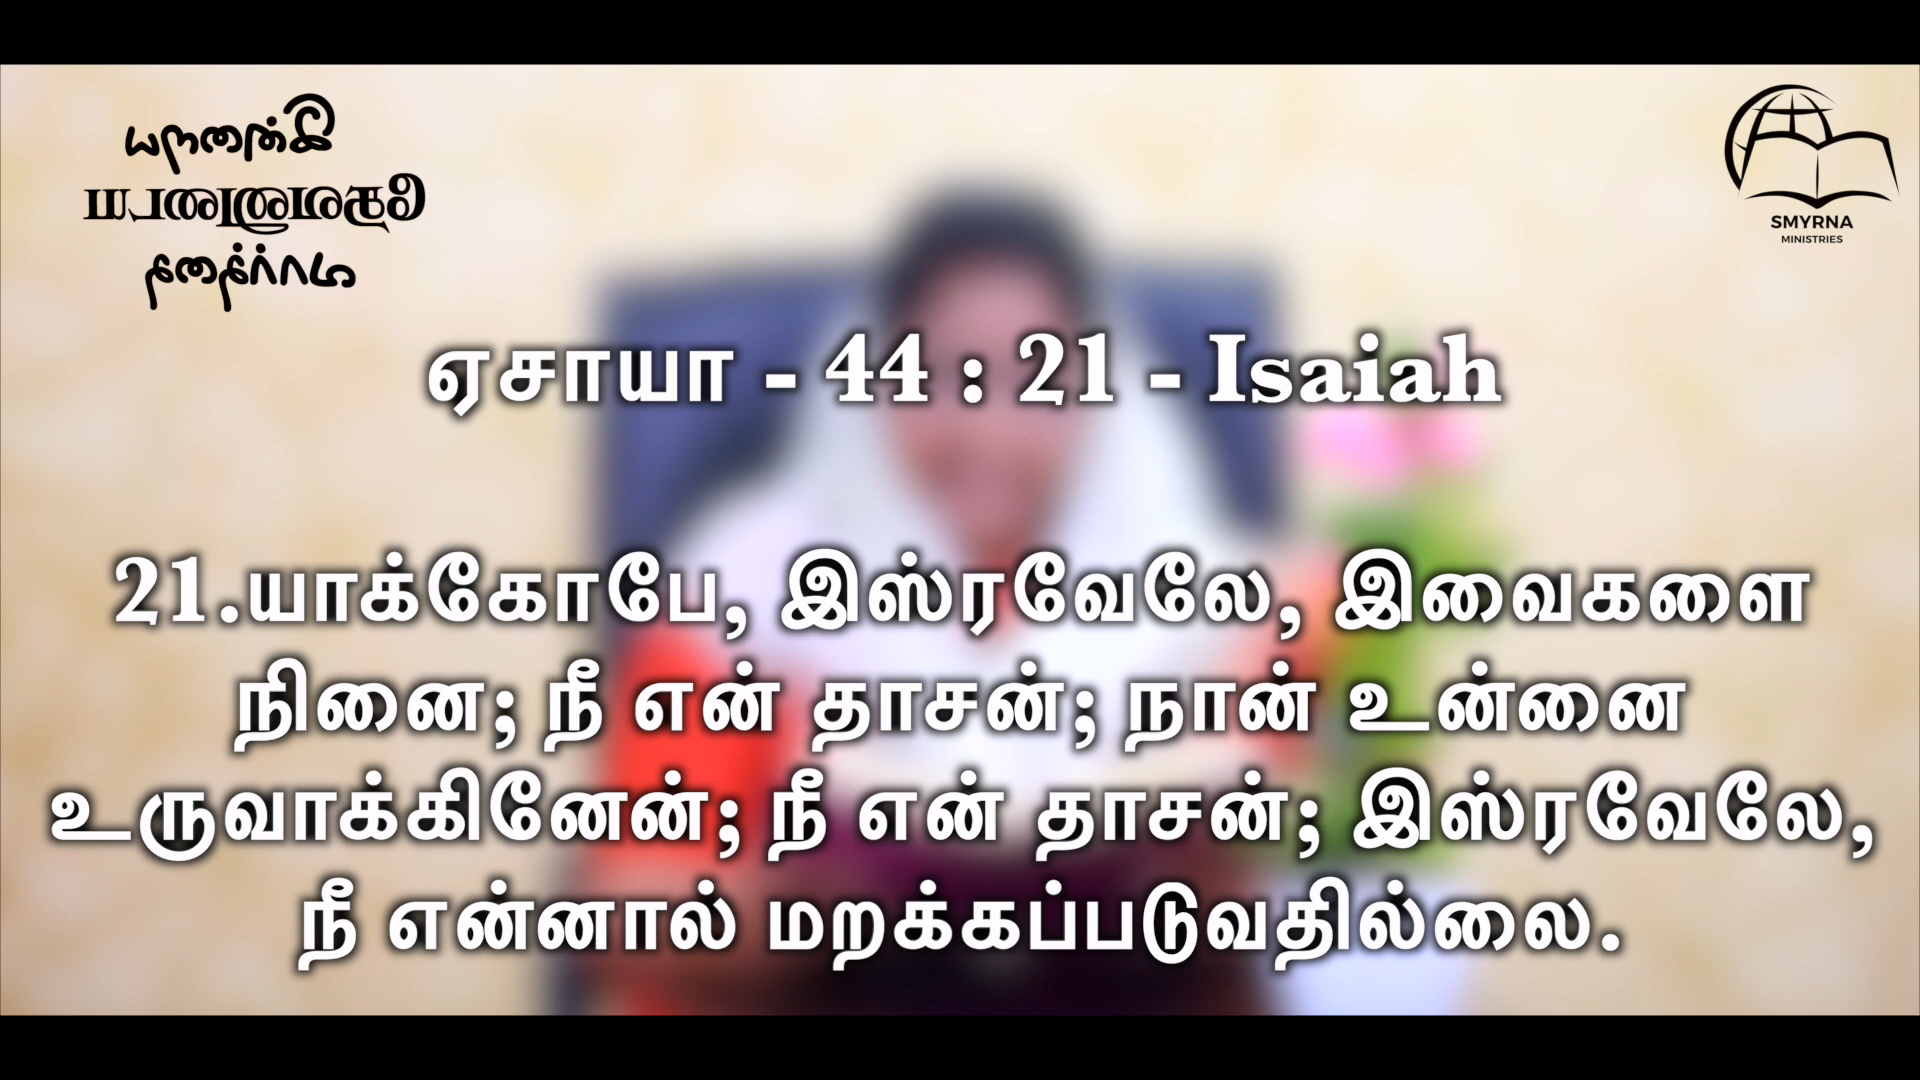 SMYRNA
MINISTRIES
ஏசாயா - 44 : 21 - Isaiah
21.யாக்கோபே, இஸ்ரவேலே, இவைகளை
நினை; நீ என் தாசன்; நான் உன்னை
உருவாக்கினேன்; நீ என் தாசன்; இஸ்ரவேலே,
நீ என்னால் மறக்கப்படுவதில்லை.